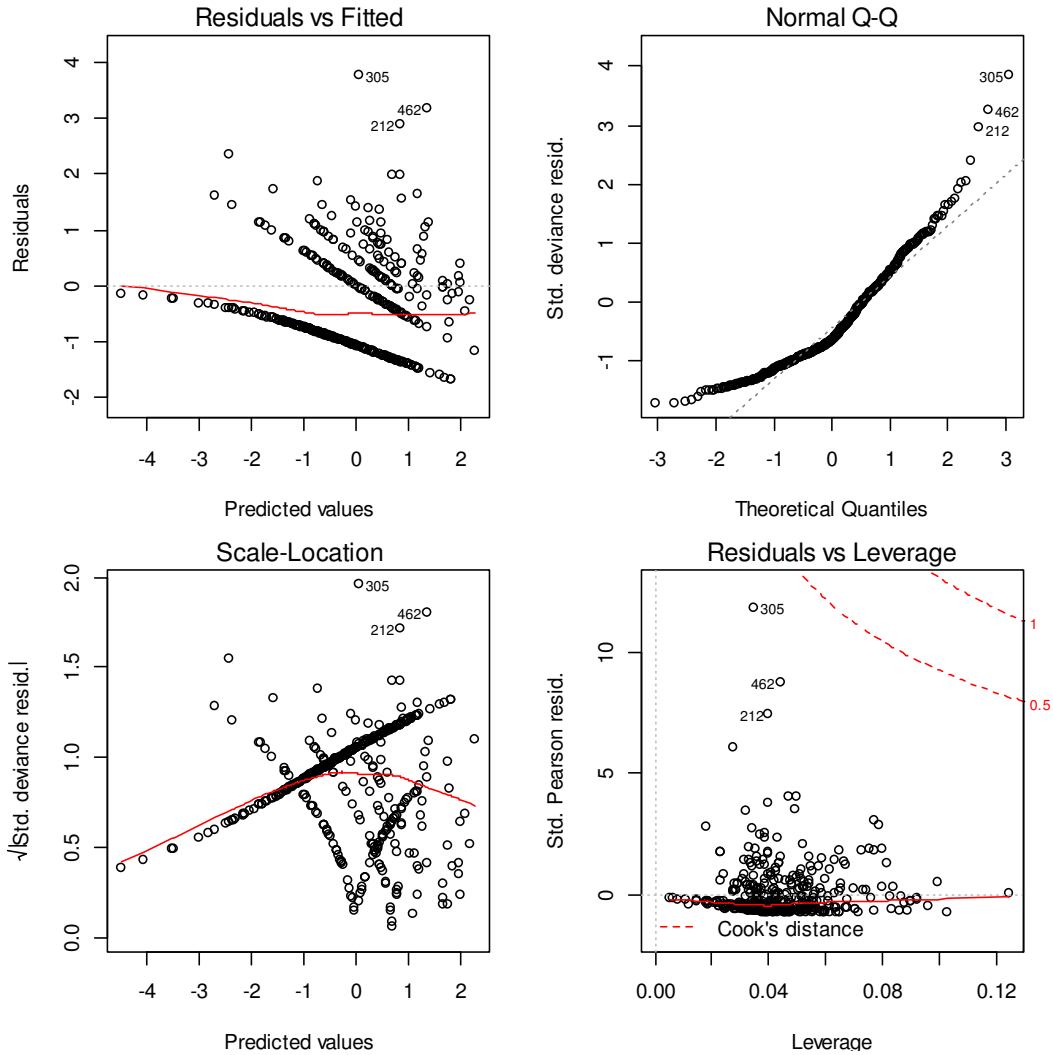 Residuals vs Fitted
Residuals
4
3
2
1
0
-1
-2
305
462
212
-4 -3 -2 -1 0 1 2
Predicted values
Normal Q-Q
Std. deviance resid.
4
3
2
1
0
-1
305
462
212
-3 -2 -1 0 1 2 3
Theoretical Quantiles
Scale-Location
√|Std. deviance resid.|
2.0
1.5
1.0
0.5
0.0
305
462
212
-4 -3 -2 -1 0 1 2
Predicted values
Residuals vs Leverage
Std. Pearson resid.
10
5
0
305
462
212
1
0.5
Cook's distance
0.00 0.04 0.08 0.12
Leverage